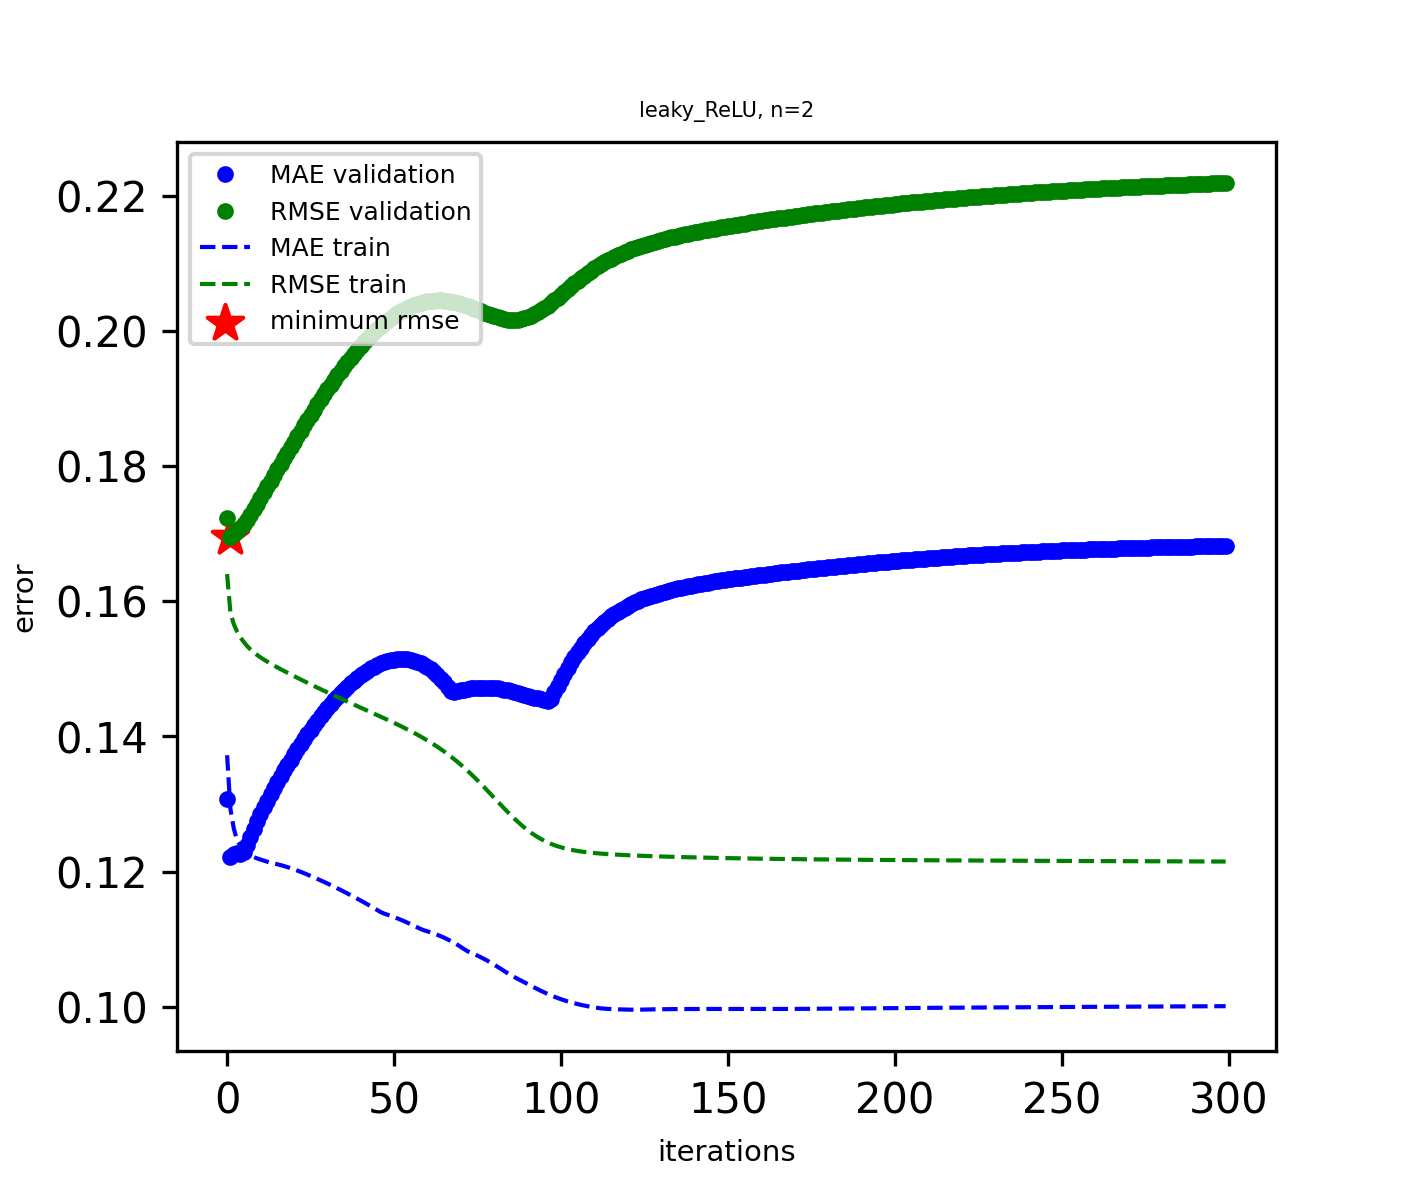 leaky_ReLU, n=2
MAE validation
RMSE validation
MAE train
RMSE train
minimum rmse
error
0.22
0.20
0.18
0.16
0.14
0.12
0.10
0 50 100 150 200 250 300
iterations